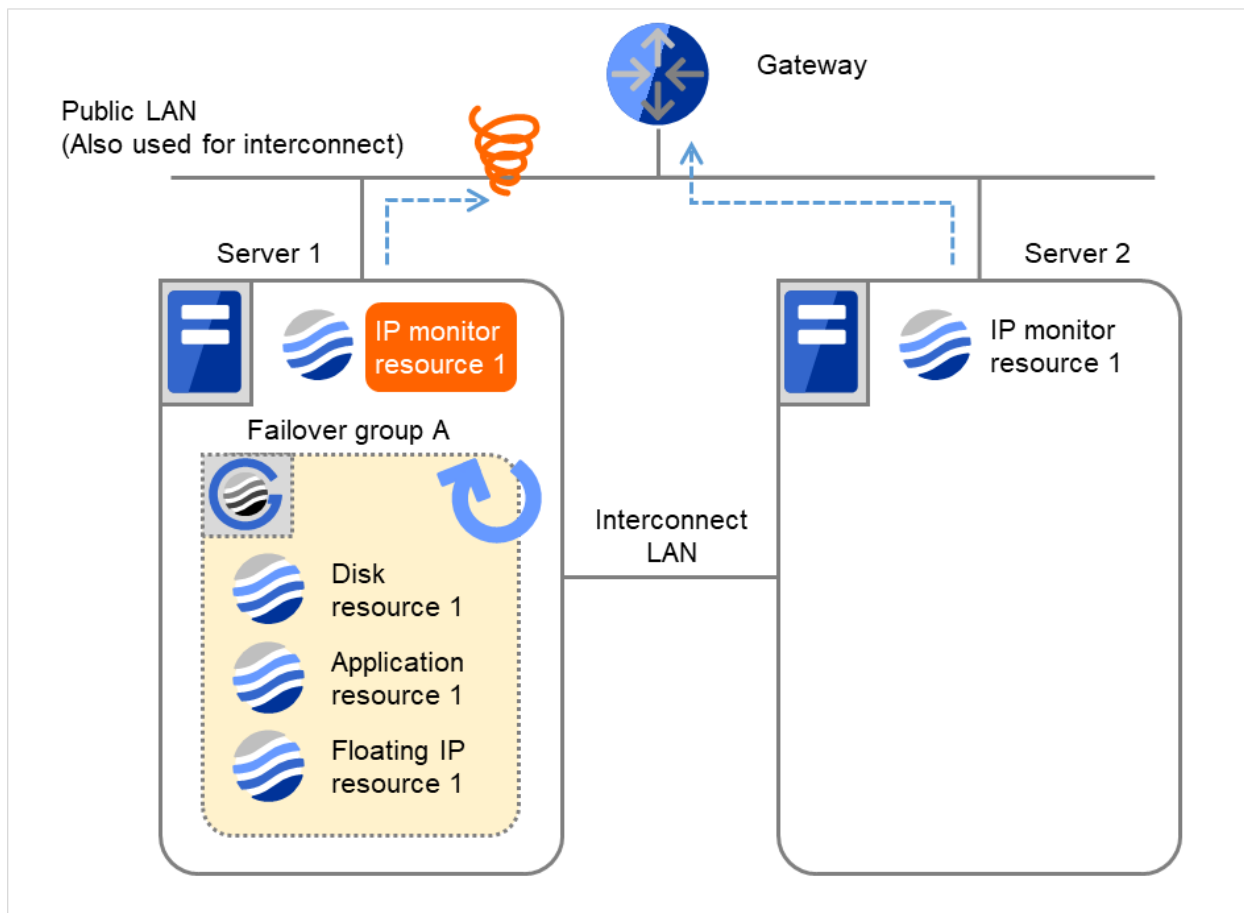 Gateway
Public LAN
(Also used for interconnect)
Server 1
Server 2
IP monitor
resource 1
IP monitor
resource 1
Failover group A
Interconnect
LAN
Disk
resource 1
Application
resource 1
Floating IP
resource 1